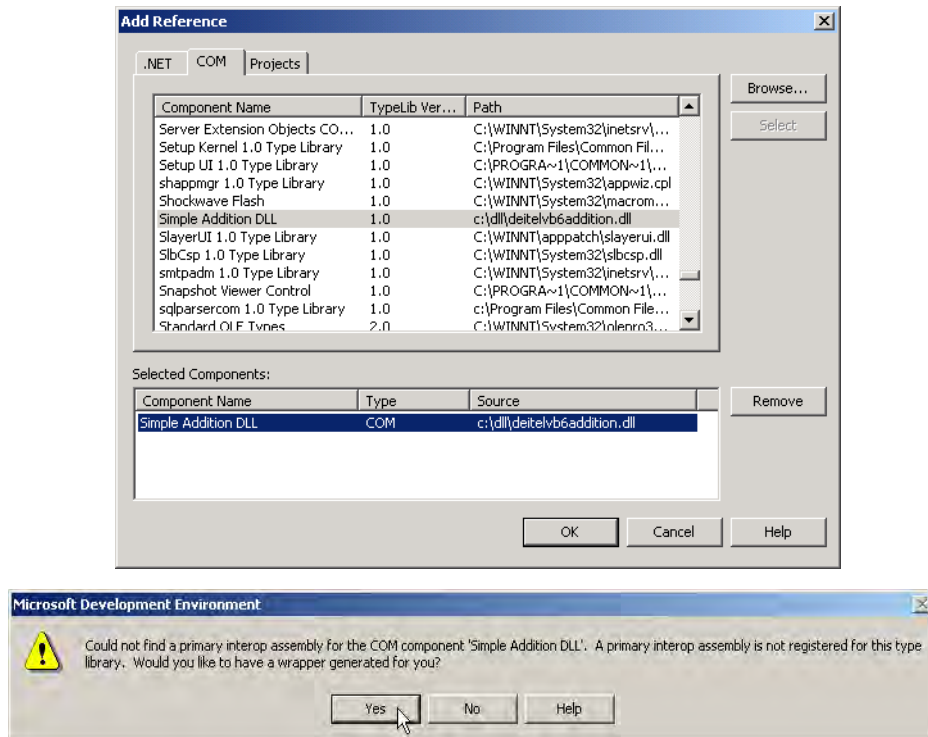 Add Reference
.NET COM Projects
Browse...
Component Name TypeLib Ver... Path
Select
Server Extension Objects CO... 1.0 C:\WINNT\System32\inetsrv\...
Setup Kernel 1.0 Type Library 1.0 C:\Program Files\Common Fil...
Setup UI 1.0 Type Library 1.0 C:\PROGRA~1\COMMON~1\...
shappmgr 1.0 Type Library 1.0 C:\WINNT\System32\appwiz.cpl
Shockwave Flash 1.0 C:\WINNT\System32\macrom...
Simple Addition DLL 1.0 c:\dll\deitelvb6addition.dll
SlayerUI 1.0 Type Library 1.0 C:\WINNT\apppatch\slayerui.dll
SlbCsp 1.0 Type Library 1.0 C:\WINNT\System32\slbcsp.dll
smtpadm 1.0 Type Library 1.0 C:\WINNT\System32\inetsrv\...
Snapshot Viewer Control 1.0 C:\PROGRA~1\COMMON~1\...
sqlparsercom 1.0 Type Library 1.0 c:\Program Files\Common File...
Standard OLE Types 2.0 C:\WINNT\System32\olepro3...
Selected Components:
Component Name Type Source
Remove
Simple Addition DLL COM c:\dll\deitelvb6addition.dll
OK Cancel Help
Microsoft Development Environment
Could not find a primary interop assembly for the COM component 'Simple Addition DLL'. A primary interop assembly is not registered for this type
library. Would you like to have a wrapper generated for you?
Yes No Help